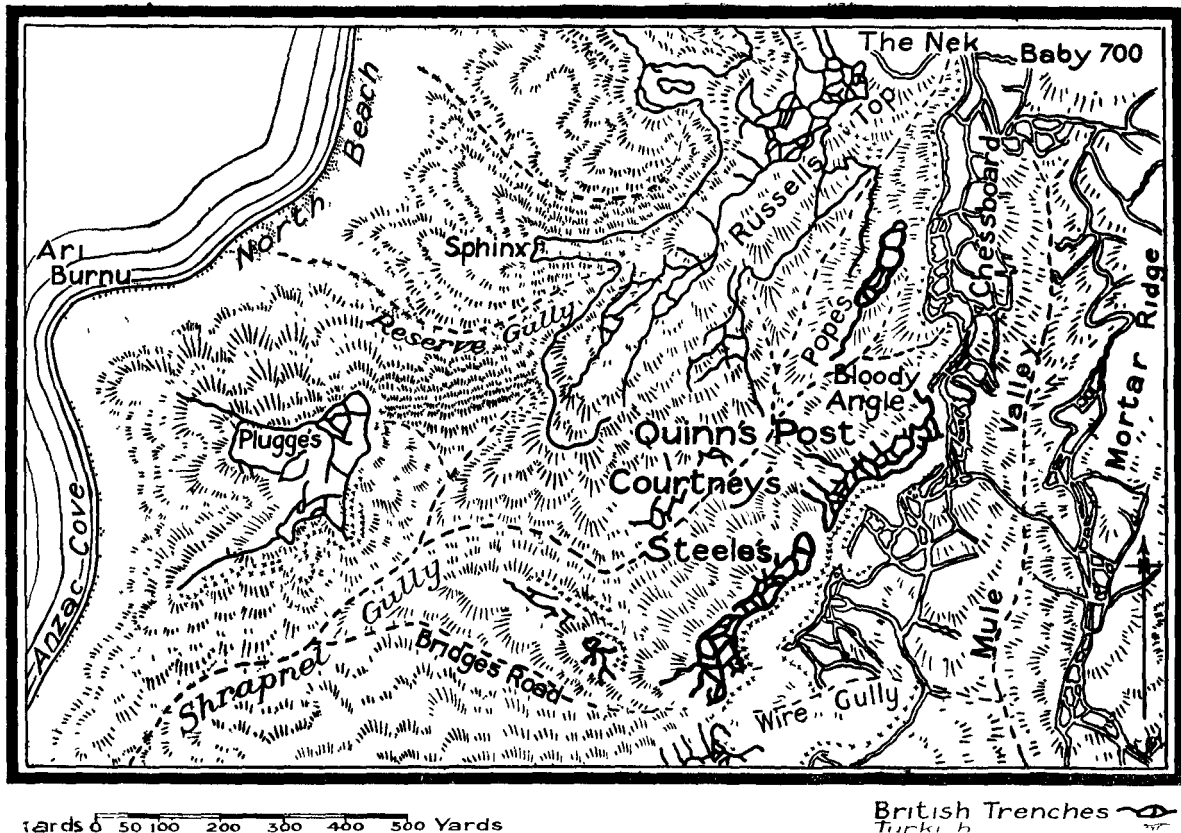 The Nek
Baby 700
North Beach
Russells Top
Ari
Burnu
Sphinx
Chessboard
Reserve Gully
Popes
Mortar Ridge
Bloody
Angle
Mule Valley
Plugges
Quinn's Post
Courtneys
Steeles
Anzac Cove
Shrapnel Gully
Bridges Road
Wire Gully
Yards 0 50 100 200 300 400 500 Yards
British Trenches